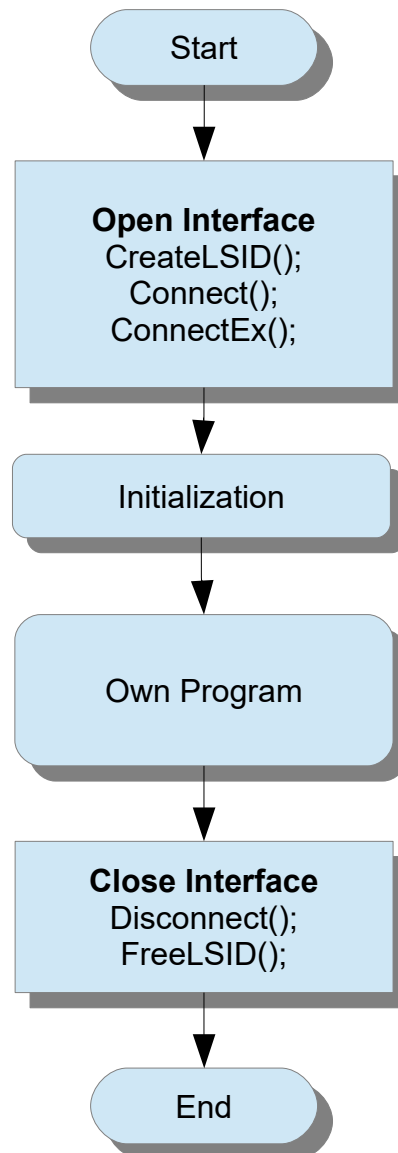 Start
Open Interface
CreateLSID();
Connect();
ConnectEx();
Initialization
Own Program
Close Interface
Disconnect();
FreeLSID();
End